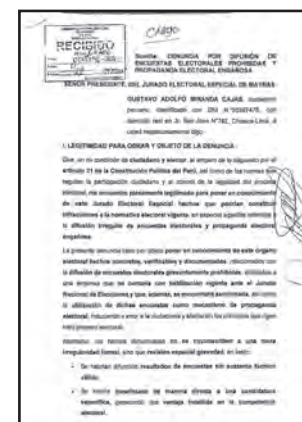 Chago
RECIBIDO
Sumilla: DENUNCIA POR DIFUSIÓN DE
ENCUESTAS ELECTORALES PROHIBIDAS Y
PROPAGANDA ELECTORAL ENGAÑOSA
SEÑOR PRESIDENTE DEL JURADO ELECTORAL ESPECIAL DE
GUSTAVO ADOLFO MIRANDA CAJAS, ciudadano
peruano, identificado con DNI N° con
domicilio real en Jr. San Juan Chosica, Lima. A
usted respetuosamente digo:
I. LEGITIMIDAD PARA OBRAR Y OBJETO DE LA DENUNCIA
Que, en mi condición de ciudadano y elector, al amparo de lo dispuesto por el
artículo 31 de la Constitución Política del Perú, así como de las normas que
regulan la participación ciudadana y el control de la legalidad del proceso
electoral, me encuentro plenamente legitimado para poner en conocimiento
de este Jurado Electoral Especial hechos que podrían constituir
infracciones a la normativa electoral vigente, en especial
la difusión irregular de encuestas electorales y propaganda electoral
engañosa.
La presente denuncia tiene por objeto poner en conocimiento de este órgano
electoral hechos concretos, verificables y documentados, relacionados con
la difusión de encuestas electorales presuntamente prohibidas, atribuidas a
una empresa que no contaría con habilitación vigente ante el Jurado
Nacional de Elecciones y que, además, se encontraría sancionada, así como
la utilización de dichas encuestas como mecanismo de propaganda
electoral, induciendo a error a la ciudadanía y afectando los principios que rigen
todo proceso electoral.
Asimismo, los hechos denunciados no se circunscriben a una mera
irregularidad formal, sino que revisten especial gravedad, en tanto:
• Se habrían difundido resultados de encuestas sin sustento técnico
válido.
• Se habría beneficiado de manera directa a una candidatura
específica, generando una ventaja indebida en la competencia
electoral.